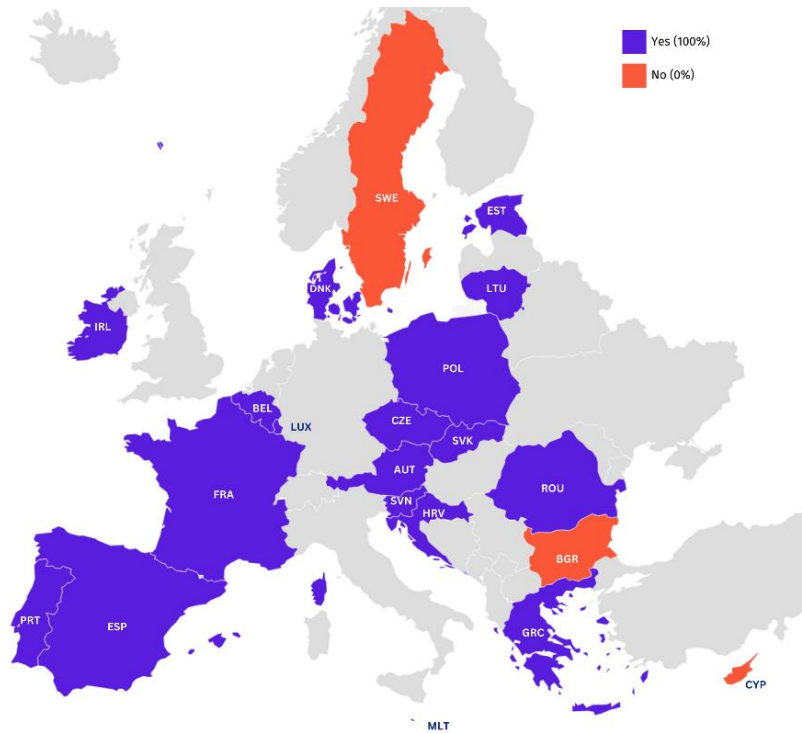 Yes (100%)
No (0%)
SWE
EST
DNK
LTU
IRL
POL
BEL
LUX
CZE
SVK
AUT
FRA
ROU
SVN
HRV
BGR
PRT
ESP
GRC
CYP
MLT